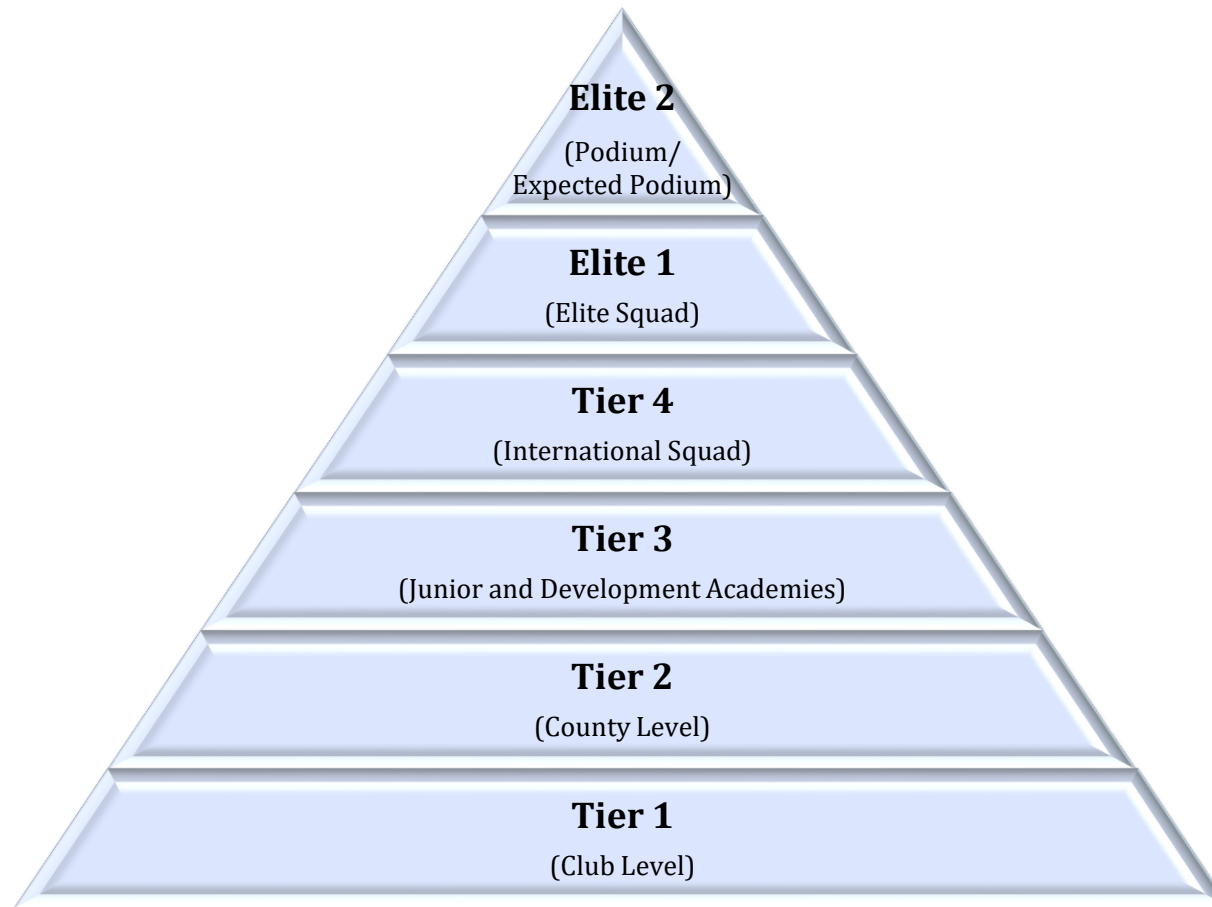 Elite 2
(Podium/
Expected Podium)
Elite 1
(Elite Squad)
Tier 4
(International Squad)
Tier 3
(Junior and Development Academies)
Tier 2
(County Level)
Tier 1
(Club Level)